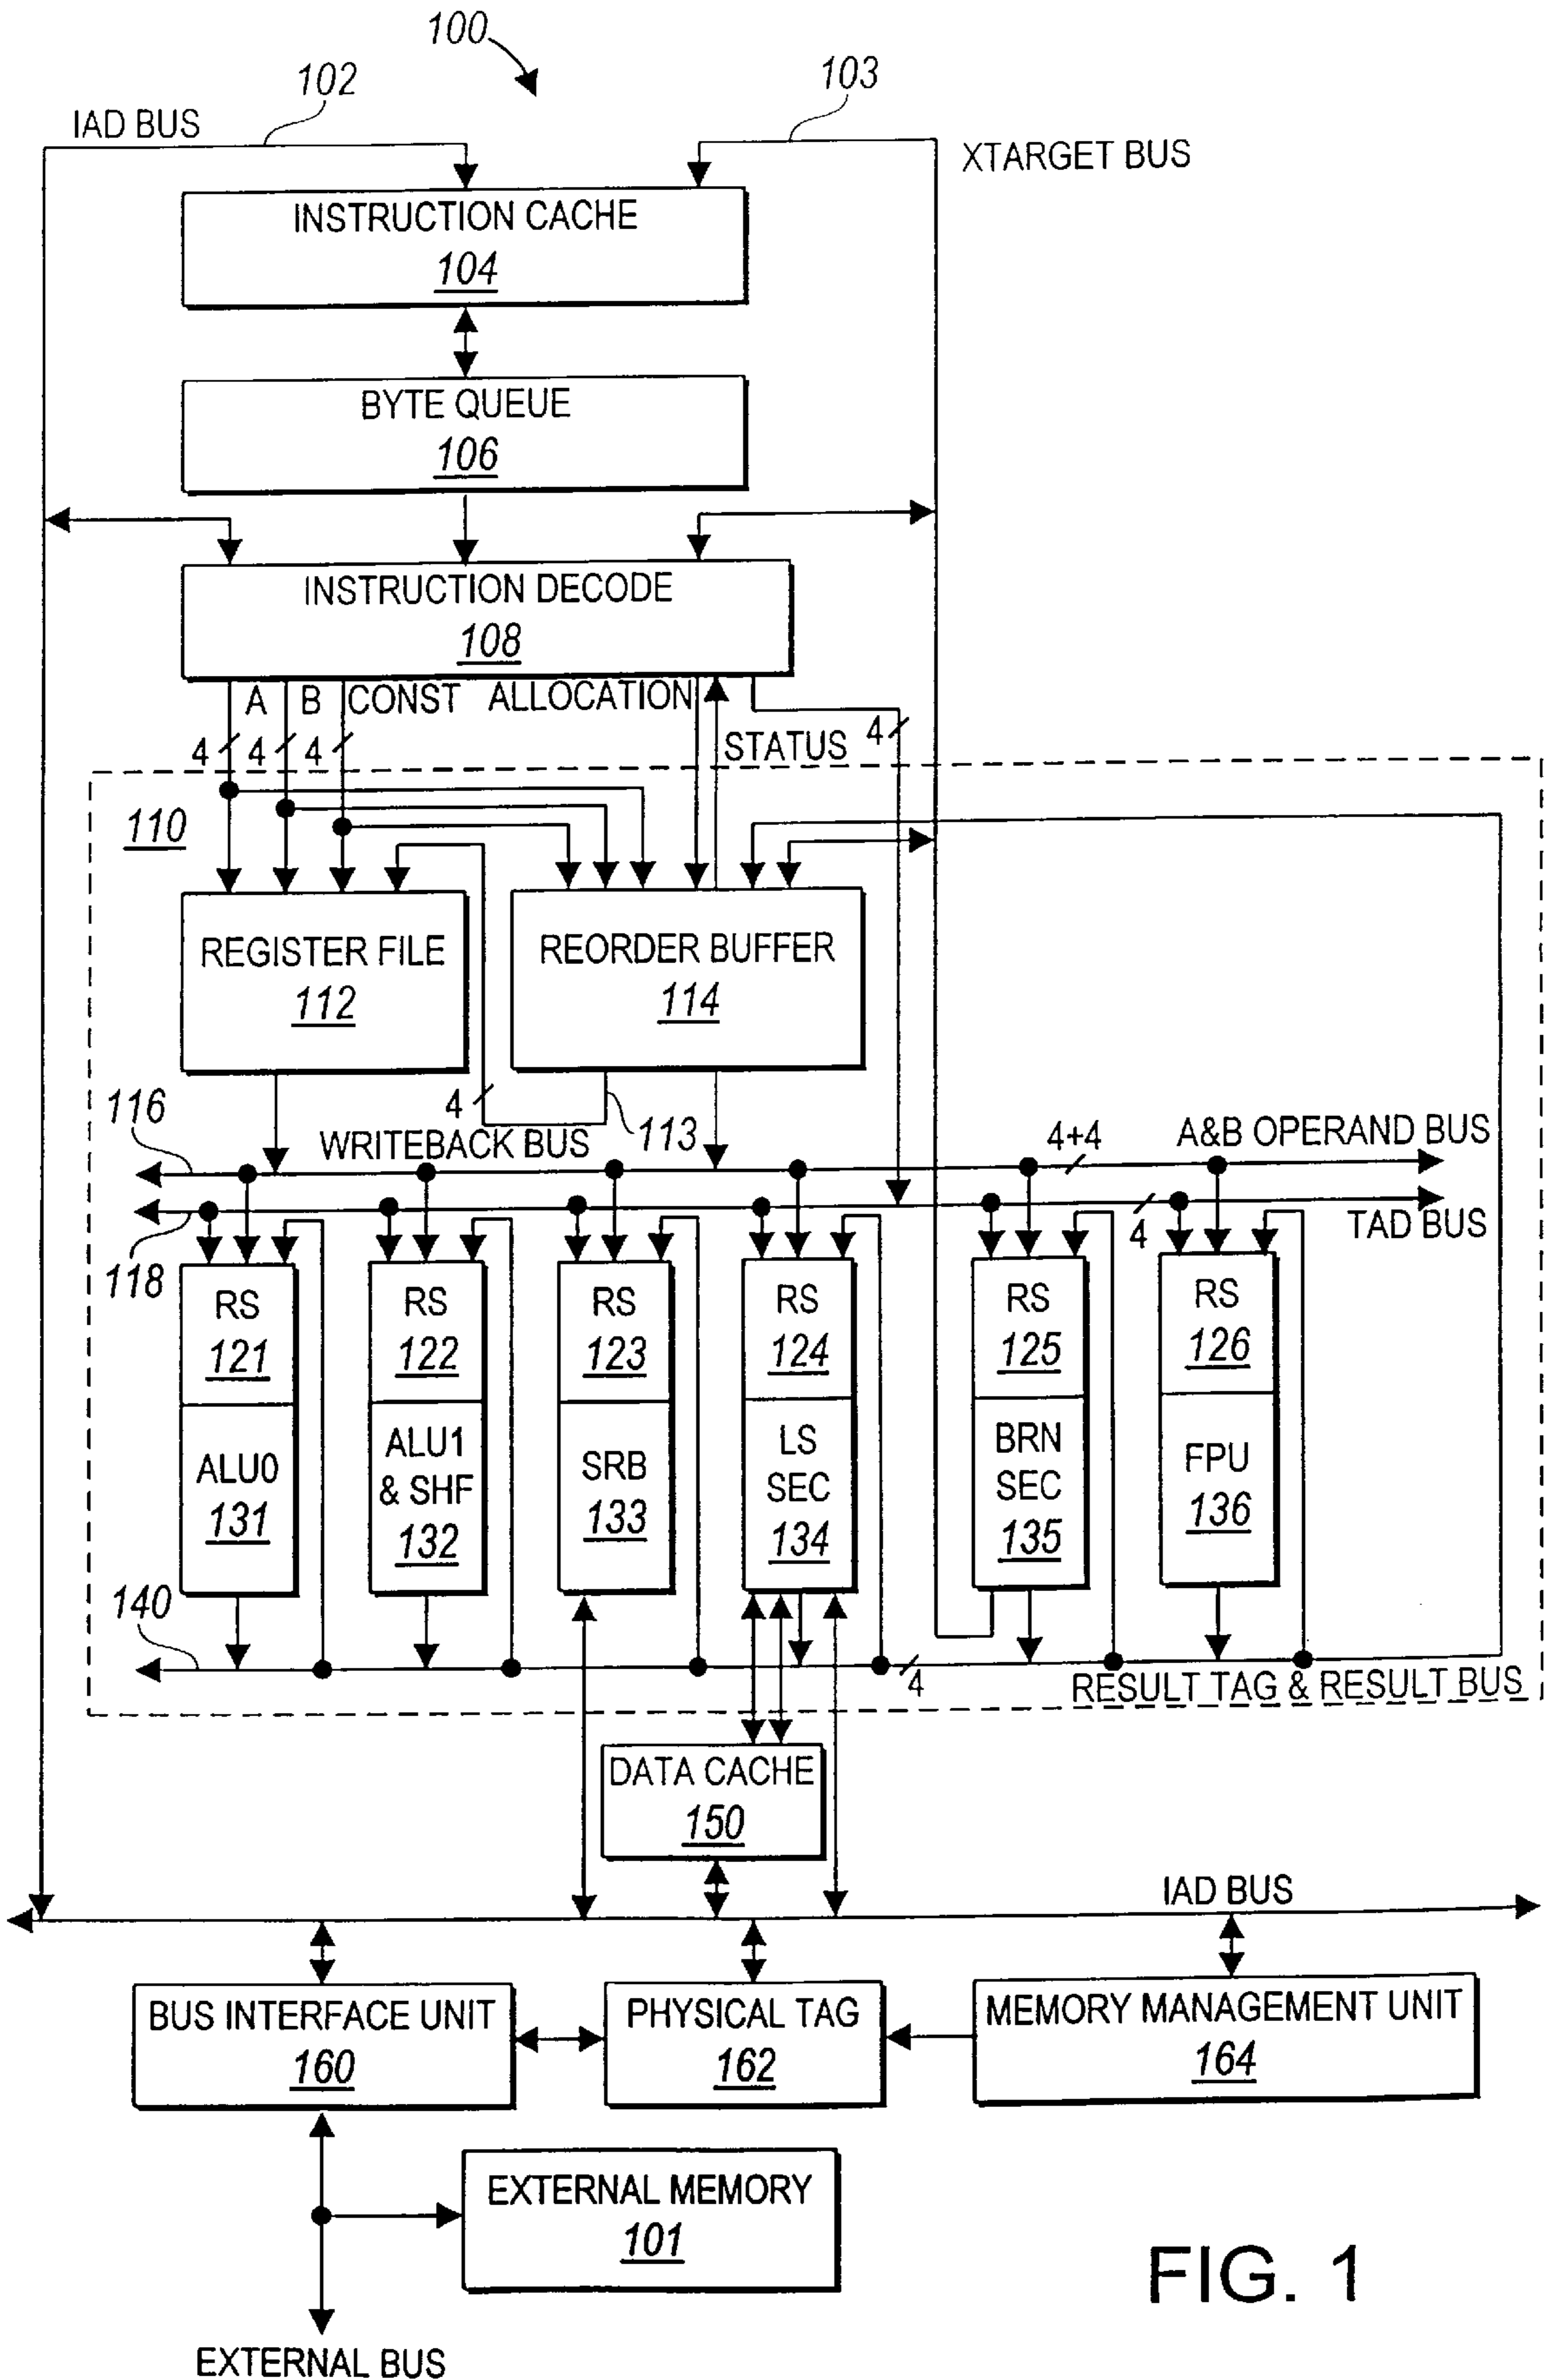 100
102
103
IAD BUS
XTARGET BUS
INSTRUCTION CACHE
104
BYTE QUEUE
106
INSTRUCTION DECODE
108
A B CONST ALLOCATION
4 4 4 STATUS 4
110
REGISTER FILE
112
REORDER BUFFER
114
116
4
113
WRITEBACK BUS
4+4
A&B OPERAND BUS
118
4
TAD BUS
RS
121
ALU0
131
RS
122
ALU1
& SHF
132
RS
123
SRB
133
RS
124
LS
SEC
134
RS
125
BRN
SEC
135
RS
126
FPU
136
140
4
RESULT TAG & RESULT BUS
DATA CACHE
150
IAD BUS
BUS INTERFACE UNIT
160
PHYSICAL TAG
162
MEMORY MANAGEMENT UNIT
164
EXTERNAL MEMORY
101
EXTERNAL BUS
FIG. 1